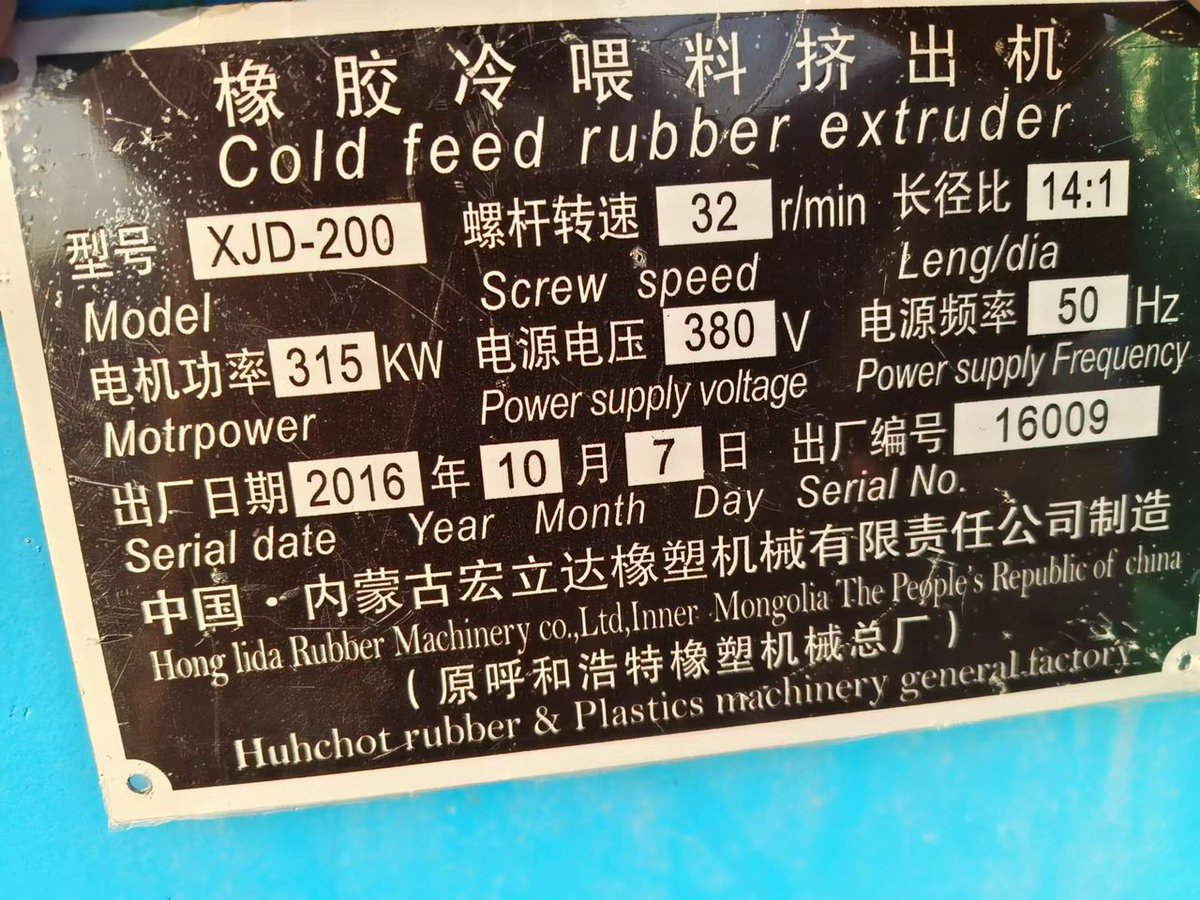 橡胶冷喂料挤出机
Cold feed rubber extruder
型号 XJD-200 螺杆转速 32 r/min 长径比 14:1
Model Screw speed Leng/dia
电机功率 315 KW 电源电压 380 V 电源频率 50 Hz
Motrpower Power supply voltage Power supply Frequency
出厂日期 2016 年 10 月 7 日 出厂编号 16009
Serial date Year Month Day Serial No.
中国·内蒙古宏立达橡塑机械有限责任公司制造
Hong lida Rubber Machinery co.,Ltd,Inner Mongolia The People's Republic of china
(原呼和浩特橡塑机械总厂)
Huhchot rubber & Plastics machinery general factory